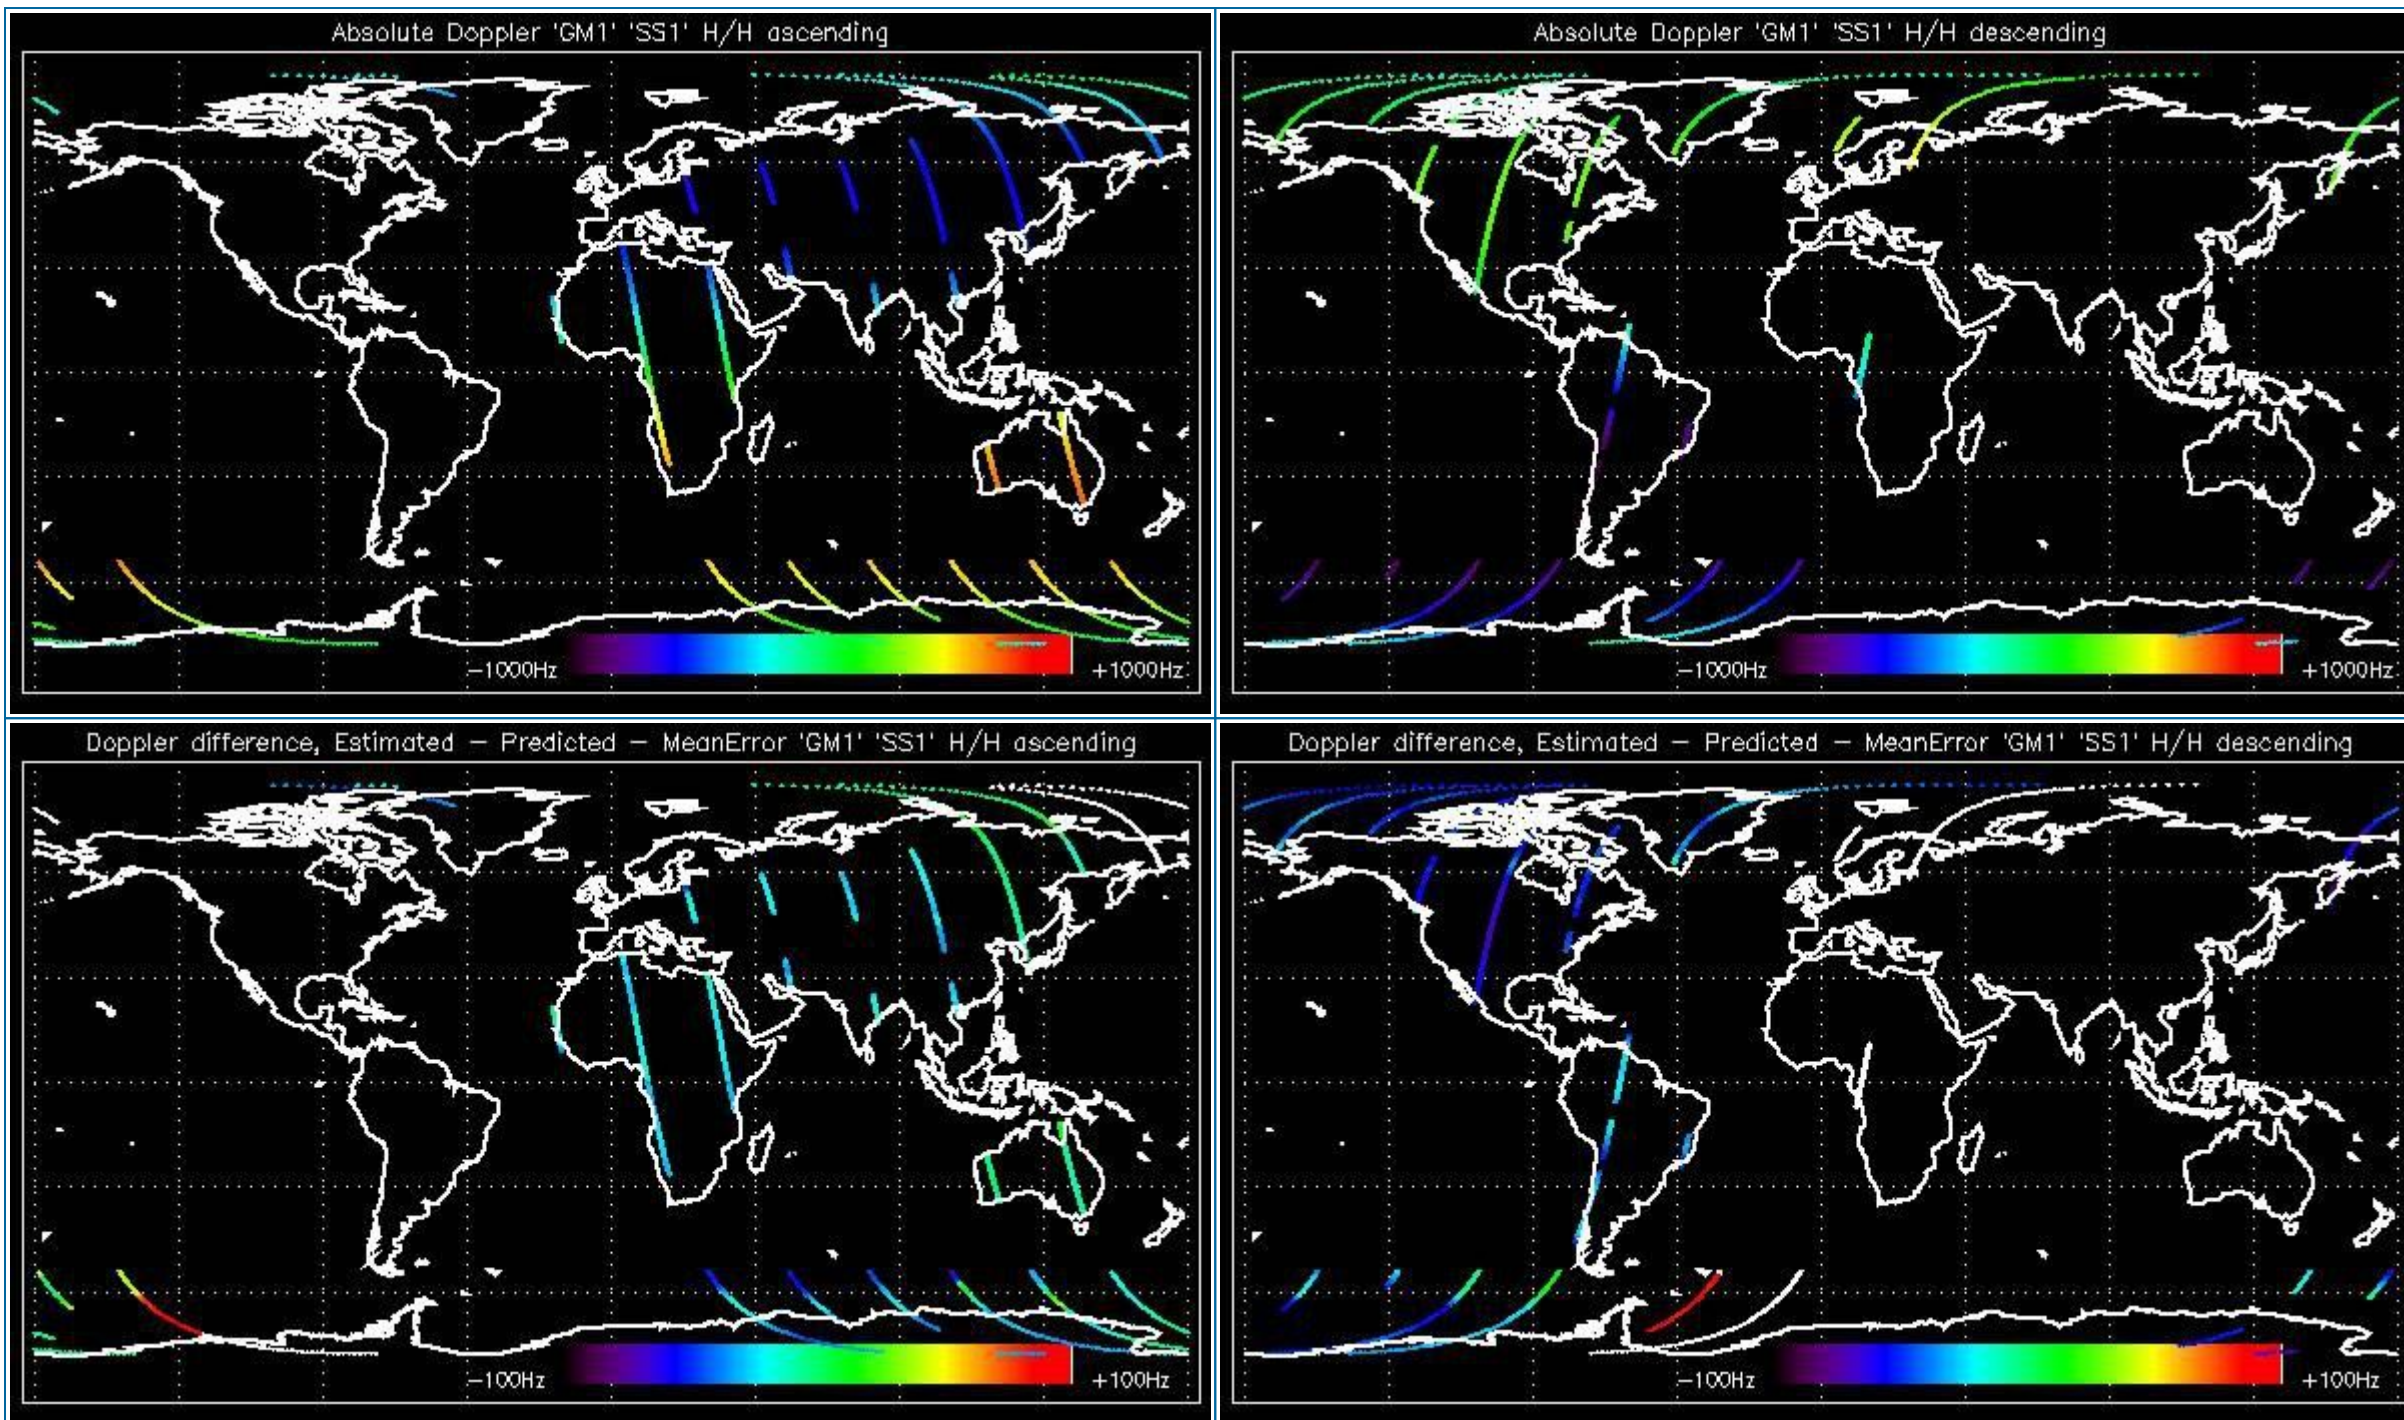 Absolute Doppler 'GM1' 'SS1' H/H ascending
−1000Hz
+1000Hz
Absolute Doppler 'GM1' 'SS1' H/H descending
−1000Hz
+1000Hz
Doppler difference, Estimated − Predicted − MeanError 'GM1' 'SS1' H/H ascending
−100Hz
+100Hz
Doppler difference, Estimated − Predicted − MeanError 'GM1' 'SS1' H/H descending
−100Hz
+100Hz